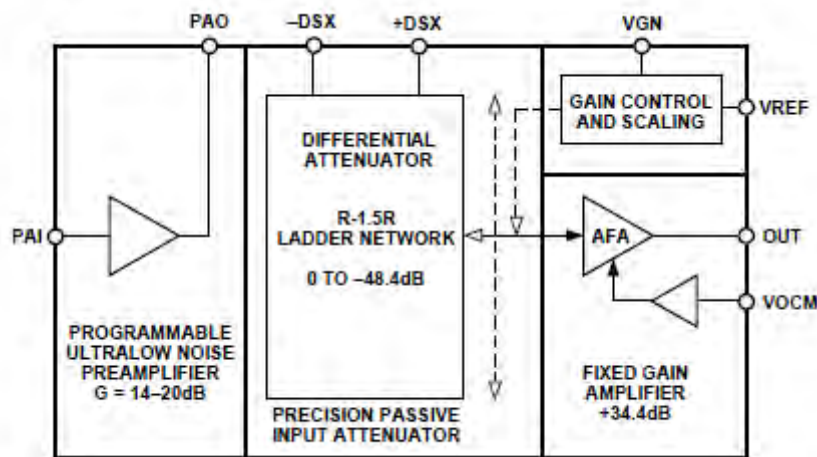 PAO
–DSX
+DSX
VGN
GAIN CONTROL
AND SCALING
VREF
DIFFERENTIAL
ATTENUATOR
R-1.5R
LADDER NETWORK
0 TO –48.4dB
PAI
AFA
OUT
VOCM
PROGRAMMABLE
ULTRALOW NOISE
PREAMPLIFIER
G = 14–20dB
PRECISION PASSIVE
INPUT ATTENUATOR
FIXED GAIN
AMPLIFIER
+34.4dB